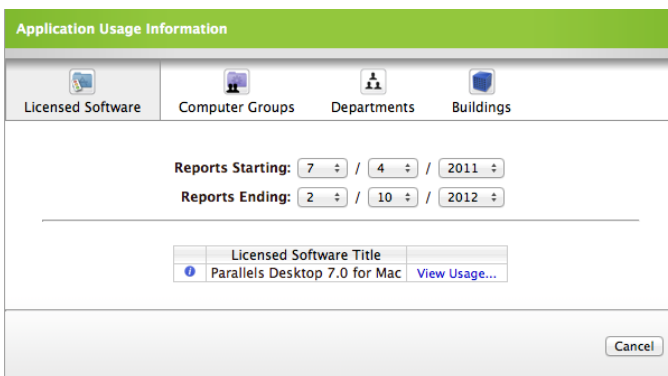 Application Usage Information
Licensed Software Computer Groups Departments Buildings
Reports Starting: 7 / 4 / 2011
Reports Ending: 2 / 10 / 2012
Licensed Software Title
Parallels Desktop 7.0 for Mac View Usage...
Cancel